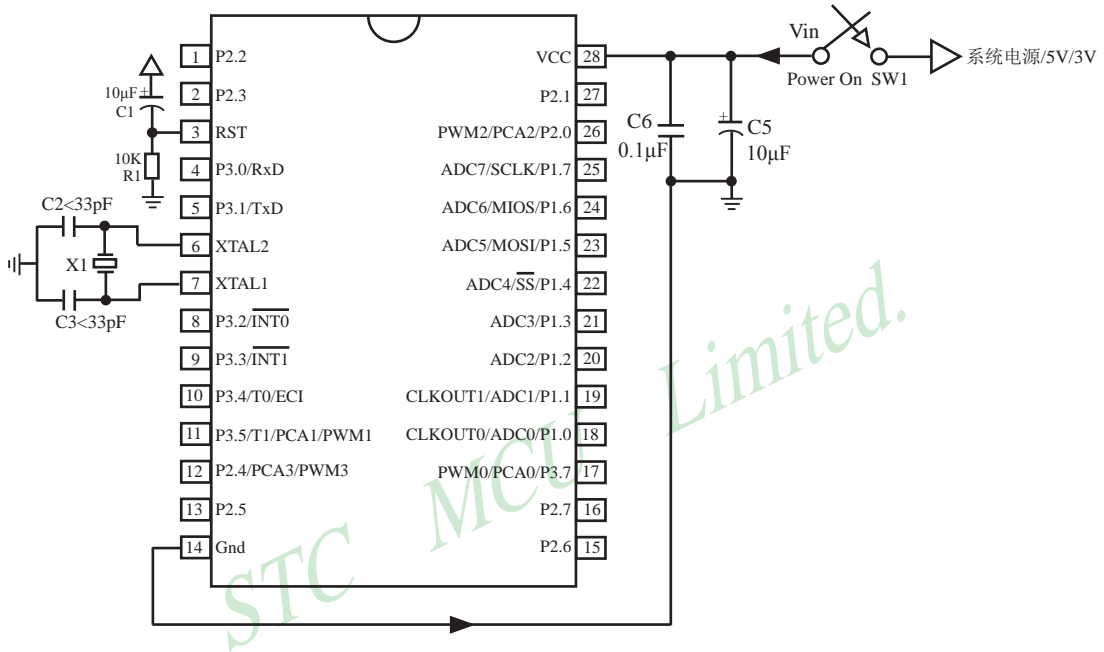 1 P2.2
2 P2.3
3 RST
4 P3.0/RxD
5 P3.1/TxD
6 XTAL2
7 XTAL1
8 P3.2/INT0
9 P3.3/INT1
10 P3.4/T0/ECI
11 P3.5/T1/PCA1/PWM1
12 P2.4/PCA3/PWM3
13 P2.5
14 Gnd
VCC 28
P2.1 27
PWM2/PCA2/P2.0 26
ADC7/SCLK/P1.7 25
ADC6/MIOS/P1.6 24
ADC5/MOSI/P1.5 23
ADC4/SS/P1.4 22
ADC3/P1.3 21
ADC2/P1.2 20
CLKOUT1/ADC1/P1.1 19
CLKOUT0/ADC0/P1.0 18
PWM0/PCA0/P3.7 17
P2.7 16
P2.6 15
10μF+
C1
10K
R1
C2<33pF
X1
C3<33pF
C6
0.1μF
+
C5
10μF
Vin
Power On SW1
系统电源/5V/3V
STC MCU Limited.